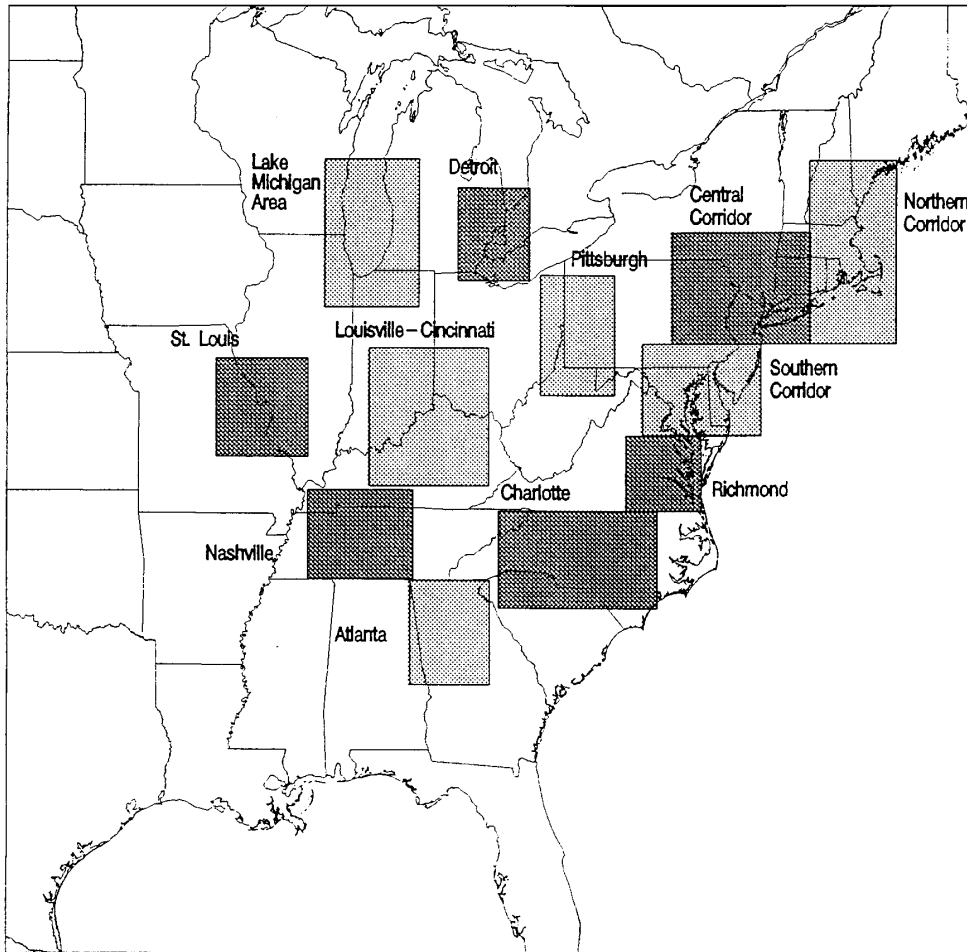 Lake
Michigan
Area
Detroit
Central
Corridor
Northern
Corridor
Pittsburgh
Louisville-Cincinnati
St. Louis
Southern
Corridor
Charlotte
Richmond
Nashville
Atlanta